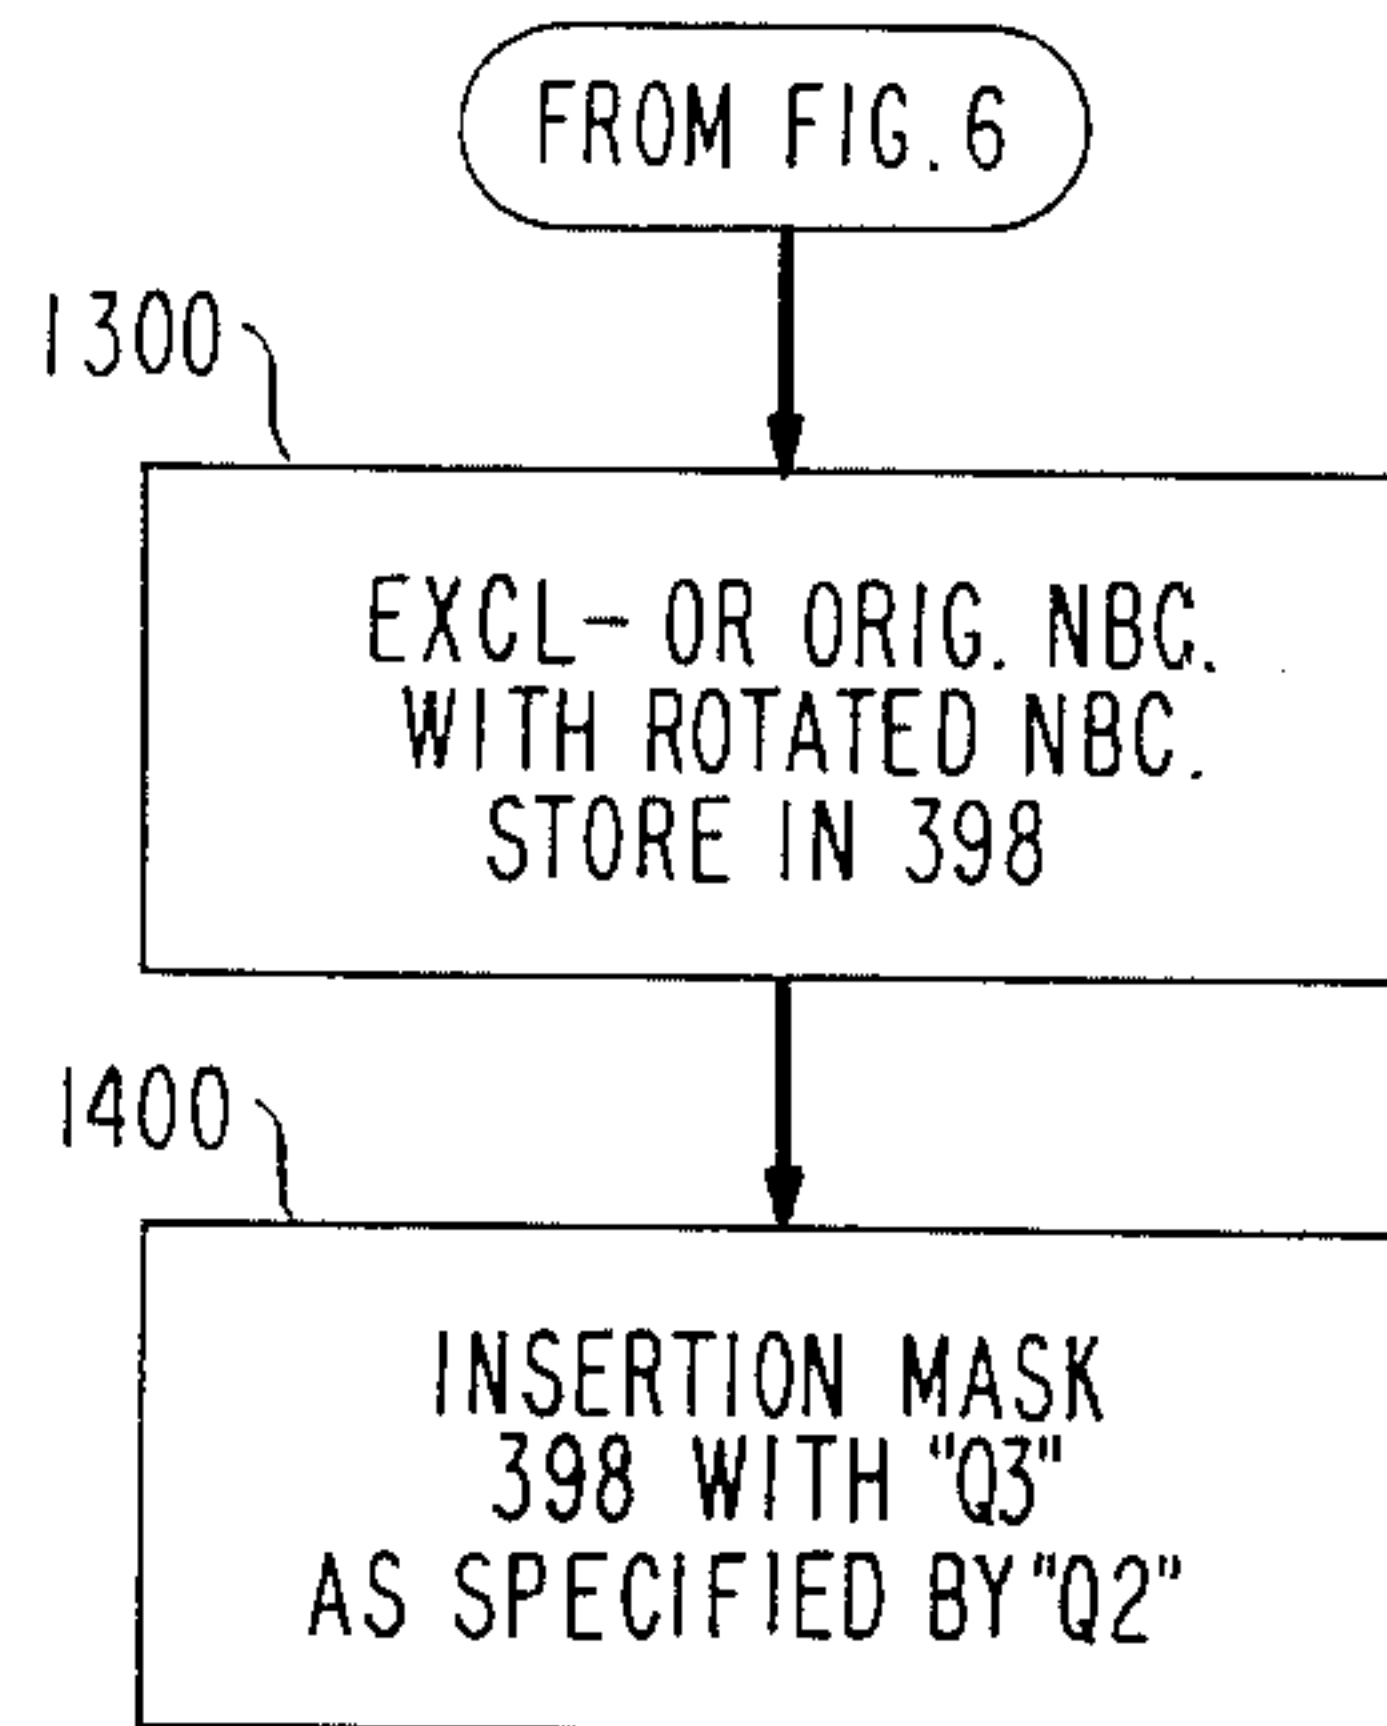 FROM FIG. 6
1300
EXCL- OR ORIG. NBC.
WITH ROTATED NBC.
STORE IN 398
1400
INSERTION MASK
398 WITH "Q3"
AS SPECIFIED BY "Q2"